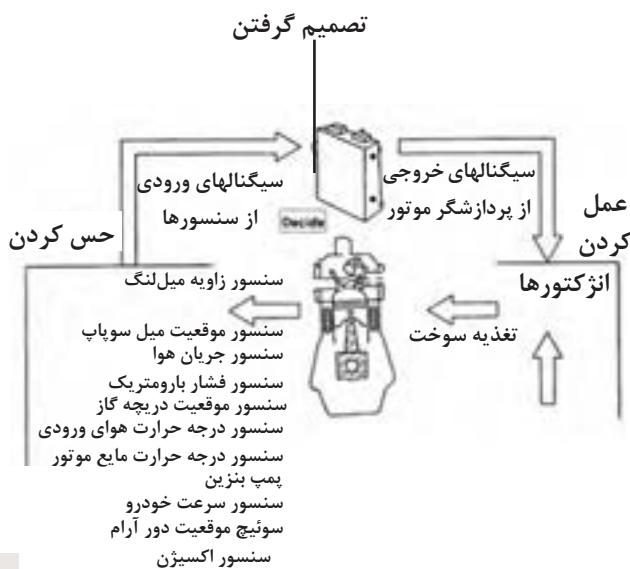 تصمیم گرفتن
سیگنالهای ورودی
از سنسورها
سیگنالهای خروجی
از پردازشگر موتور
Decide
حس کردن
عمل
کردن
انژکتورها
تغذیه سوخت
سنسور زاویه میل‌لنگ
سنسور موقعیت میل سوپاپ
سنسور جریان هوا
سنسور فشار بارومتریک
سنسور موقعیت دریچه گاز
سنسور درجه حرارت هوای ورودی
سنسور درجه حرارت مایع موتور
پمپ بنزین
سنسور سرعت خودرو
سوئیچ موقعیت دور آرام
سنسور اکسیژن